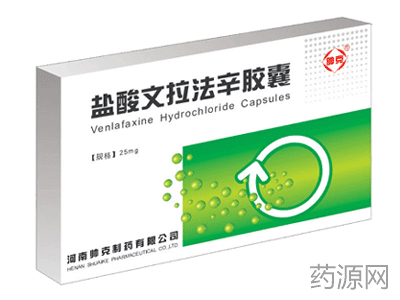 帅克
盐酸文拉法辛胶囊
Venlafaxine Hydrochloride Capsules
【规格】25mg
河南帅克制药有限公司
HENAN SHUAIKE PHARMACEUTICAL CO.,LTD
药源网